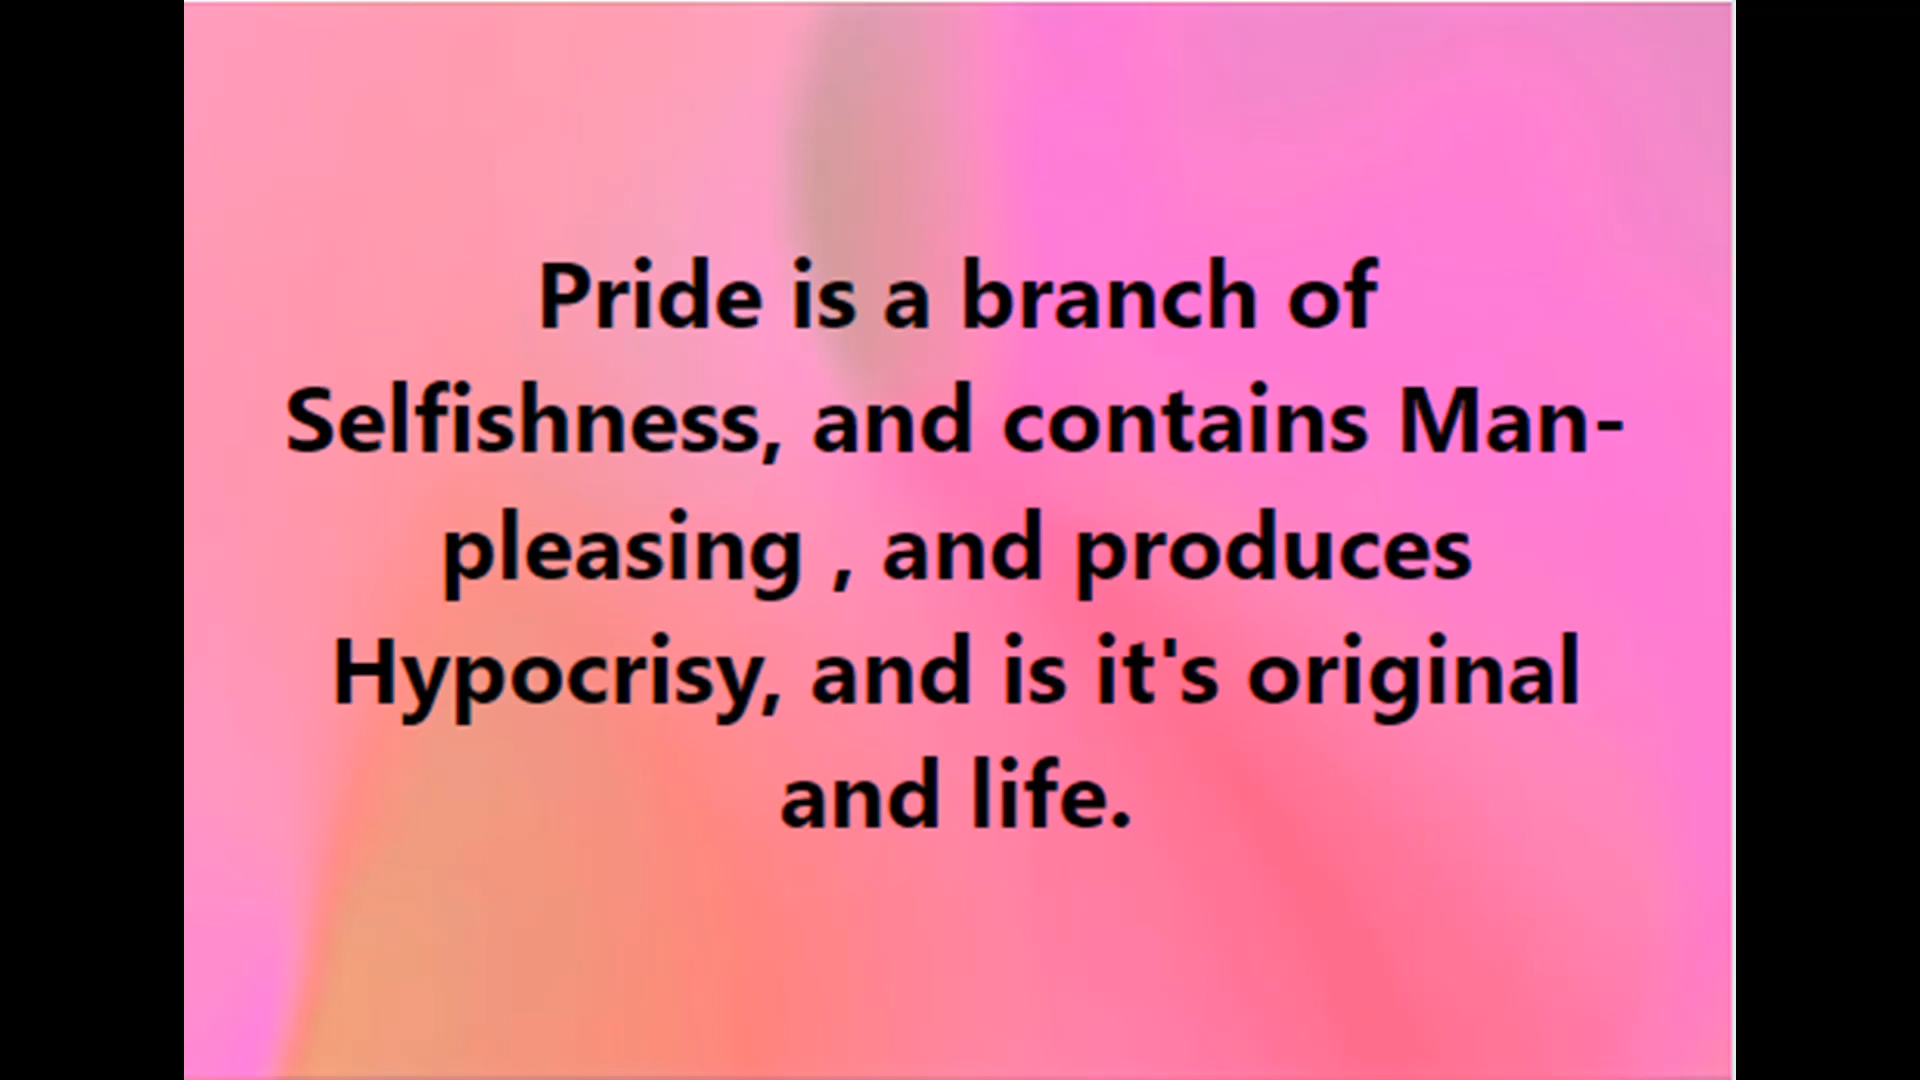 Pride is a branch of
Selfishness, and contains Man-
pleasing , and produces
Hypocrisy, and is it's original
and life.